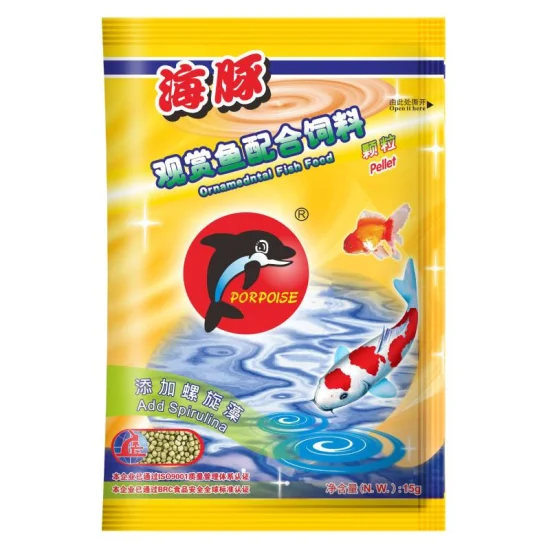 海豚
由此处撕开
Open it here
观赏鱼配合饲料
Ornamedntal Fish Food
颗粒
Pellet
®
PORPOISE
添加螺旋藻
Add Spirulina
本企业已通过ISO9001质量管理体系认证
本企业已通过BRC食品安全全球标准认证
净含量(N.W.):15g